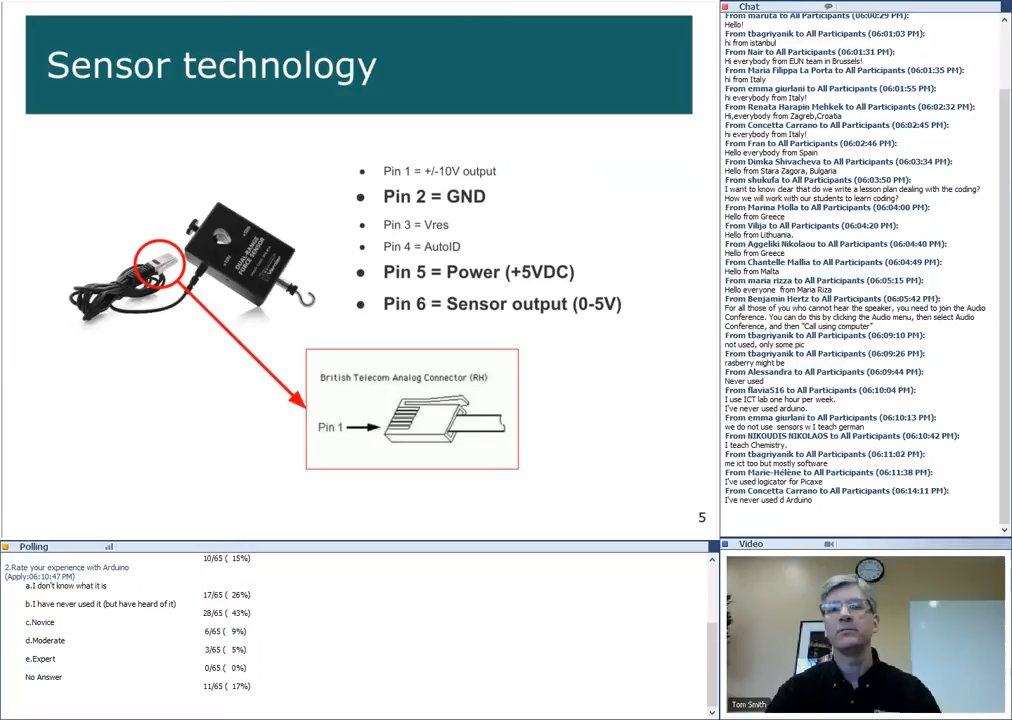 Sensor technology
Pin 1 = +/-10V output
Pin 2 = GND
Pin 3 = Vres
Pin 4 = AutoID
Pin 5 = Power (+5VDC)
Pin 6 = Sensor output (0-5V)
DUAL-RANGE
FORCE SENSOR
British Telecom Analog Connector (RH)
Pin 1
5
Chat
From maruta to All Participants (06:00:29 PM):
Hello!
From tbagriyanik to All Participants (06:01:03 PM):
hi from istanbul
From Nair to All Participants (06:01:31 PM):
Hi everybody from EUN team in Brussels!
From Maria Filippa La Porta to All Participants (06:01:35 PM):
hi from Italy
From emma giurlani to All Participants (06:01:55 PM):
hi everybody from Italy!
From Renata Harapin Mehkek to All Participants (06:02:32 PM):
Hi,everybody from Zagreb,Croatia
From Concetta Carrano to All Participants (06:02:45 PM):
hi everybody from Italy!
From Fran to All Participants (06:02:46 PM):
Hello everybody from Spain
From Dimka Shivacheva to All Participants (06:03:34 PM):
Hello from Stara Zagora, Bulgaria
From shukufa to All Participants (06:03:50 PM):
I want to know clear that do we write a lesson plan dealing with the coding?
How we will work with our students to learn coding?
From Marina Molla to All Participants (06:04:00 PM):
Hello from Greece
From Vilija to All Participants (06:04:20 PM):
Hello from Lithuania.
From Aggeliki Nikolaou to All Participants (06:04:40 PM):
Hello from Greece
From Chantelle Mallia to All Participants (06:04:49 PM):
Hello from Malta
From maria rizza to All Participants (06:05:15 PM):
Hello everyone from Maria Riza
From Benjamin Hertz to All Participants (06:05:42 PM):
For all those of you who cannot hear the speaker, you need to join the Audio
Conference. You can do this by clicking the Audio menu, then select Audio
Conference, and then "Call using computer"
From tbagriyanik to All Participants (06:09:10 PM):
not used, only some pic
From tbagriyanik to All Participants (06:09:26 PM):
rasberry might be
From Alessandra to All Participants (06:09:44 PM):
Never used
From flavia516 to All Participants (06:10:04 PM):
I use ICT lab one hour per week.
I've never used arduino.
From emma giurlani to All Participants (06:10:13 PM):
we do not use sensors w I teach german
From NIKOUDIS NIKOLAOS to All Participants (06:10:42 PM):
I teach Chemistry.
From tbagriyanik to All Participants (06:11:02 PM):
me ict too but mostly software
From Marie-Hélène to All Participants (06:11:38 PM):
I've used logicator for Picaxe
From Concetta Carrano to All Participants (06:14:11 PM):
I've never used d Arduino
Polling
10/65 ( 15%)
2.Rate your experience with Arduino
(Apply:06:10:47 PM)
a.I don't know what it is
17/65 ( 26%)
b.I have never used it (but have heard of it)
28/65 ( 43%)
c.Novice
6/65 ( 9%)
d.Moderate
3/65 ( 5%)
e.Expert
0/65 ( 0%)
No Answer
11/65 ( 17%)
Video
Tom Smith